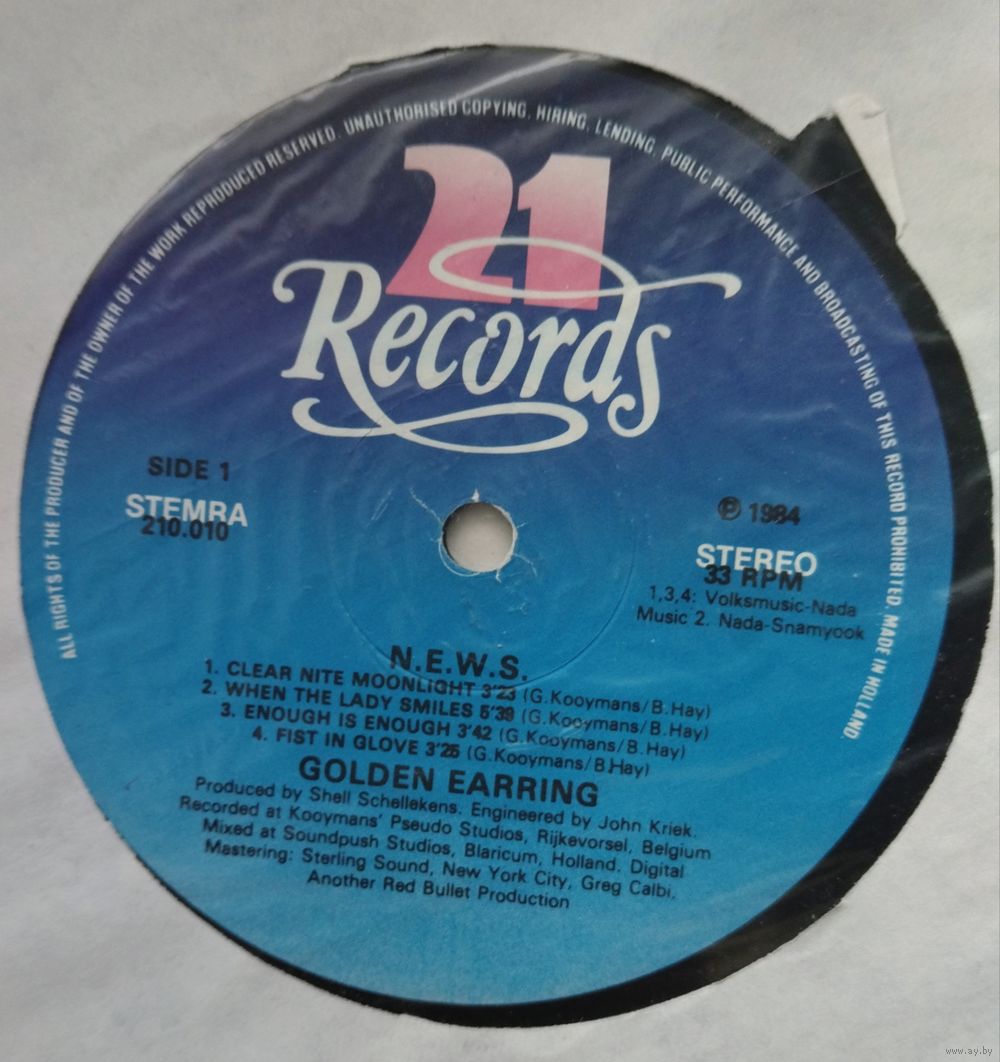 ALL RIGHTS OF THE PRODUCER AND OF THE OWNER OF THE WORK REPRODUCED RESERVED. UNAUTHORISED COPYING, HIRING, LENDING, PUBLIC PERFORMANCE AND BROADCASTING OF THIS RECORD PROHIBITED. MADE IN HOLLAND.
21
Records
SIDE 1
STEMRA
210.010
℗ 1984
STEREO
33 RPM
1,3,4: Volksmusic-Nada
Music 2. Nada-Snamyook
N.E.W.S.
1. CLEAR NITE MOONLIGHT 3'23 (G.Kooymans/B.Hay)
2. WHEN THE LADY SMILES 5'39 (G.Kooymans/B.Hay)
3. ENOUGH IS ENOUGH 3'42 (G.Kooymans/B.Hay)
4. FIST IN GLOVE 3'25 (G.Kooymans/B.Hay)
GOLDEN EARRING
Produced by Shell Schellekens. Engineered by John Kriek.
Recorded at Kooymans' Pseudo Studios, Rijkevorsel, Belgium
Mixed at Soundpush Studios, Blaricum, Holland. Digital
Mastering: Sterling Sound, New York City, Greg Calbi.
Another Red Bullet Production
www.ay.by